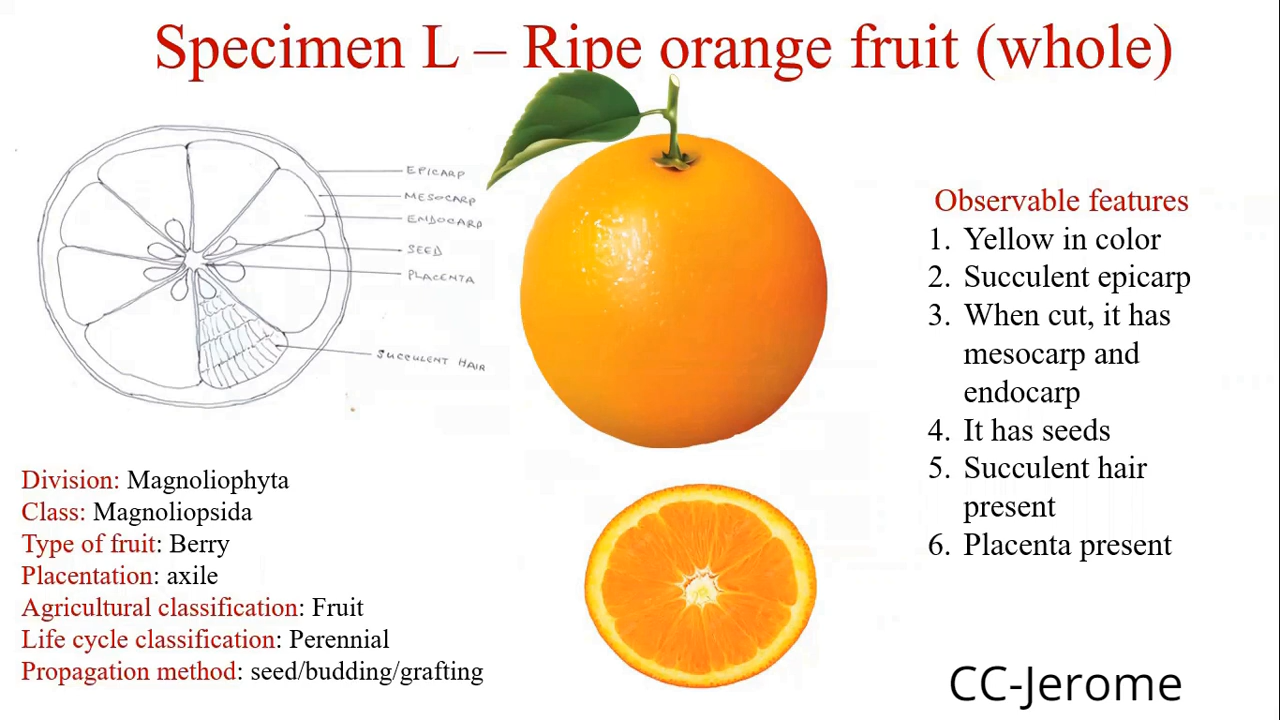 Specimen L – Ripe orange fruit (whole)
EPICARP
MESOCARP
ENDOCARP
SEED
PLACENTA
SUCCULENT HAIR
Observable features
1. Yellow in color
2. Succulent epicarp
3. When cut, it has
mesocarp and
endocarp
4. It has seeds
5. Succulent hair
present
6. Placenta present
Division: Magnoliophyta
Class: Magnoliopsida
Type of fruit: Berry
Placentation: axile
Agricultural classification: Fruit
Life cycle classification: Perennial
Propagation method: seed/budding/grafting
CC-Jerome